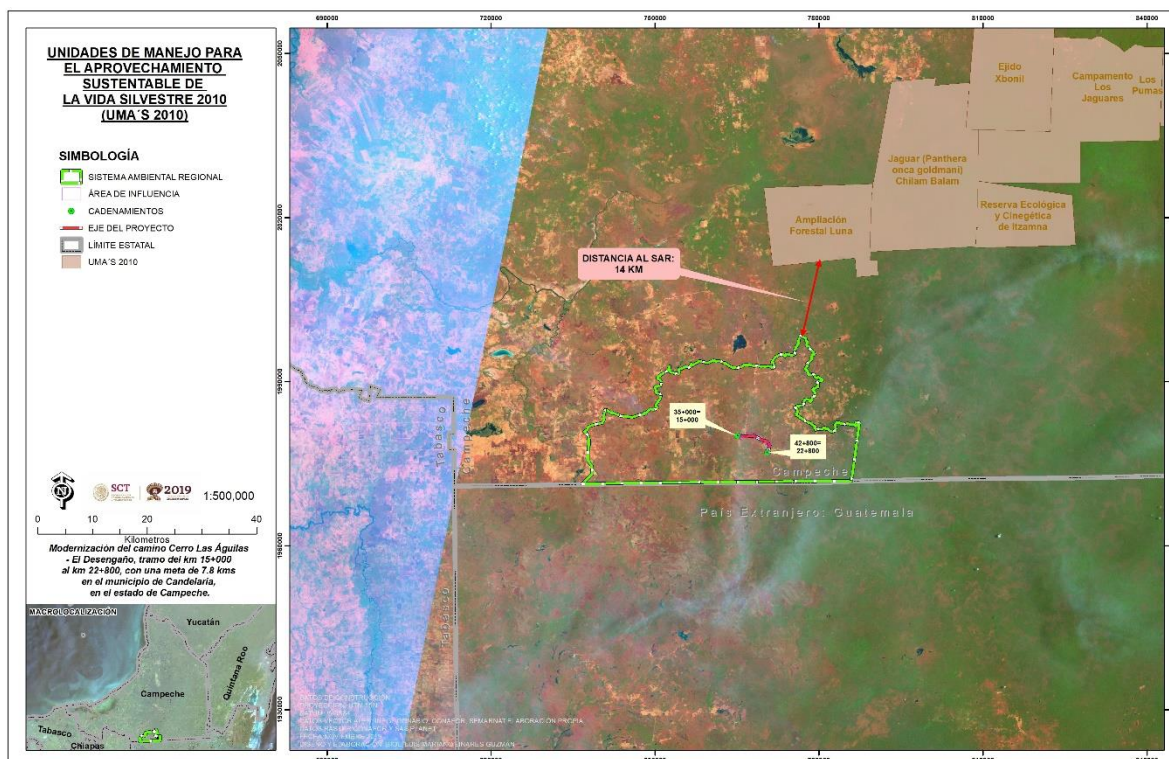 UNIDADES DE MANEJO PARA
EL APROVECHAMIENTO
SUSTENTABLE DE
LA VIDA SILVESTRE 2010
(UMA´S 2010)
SIMBOLOGÍA
SISTEMA AMBIENTAL REGIONAL
ÁREA DE INFLUENCIA
CADENAMIENTOS
EJE DEL PROYECTO
LÍMITE ESTATAL
UMA´S 2010
N
SCT
2019
1:500,000
0 10 20 40
Kilometros
Modernización del camino Cerro Las Águilas
- El Desengaño, tramo del km 15+000
al km 22+800, con una meta de 7.8 kms
en el municipio de Candelaria,
en el estado de Campeche.
MACROLOCALIZACIÓN
Yucatán
Campeche
Quintana Roo
Tabasco
Chiapas
690000 720000 780000 840000
2050000
2020000
1990000
1960000
1930000
Ejido
Xbonil
Campamento
Los
Jaguares
Los
Pumas
Jaguar (Panthera
onca goldmani)
Chilam Balam
Ampliación
Forestal Luna
Reserva Ecológica
y Cinegética
de Itzamna
DISTANCIA AL SAR:
14 KM
35+000=
15+000
42+800=
22+800
Tabasco
Campeche
Campeche
País Extranjero: Guatemala
Tabasco